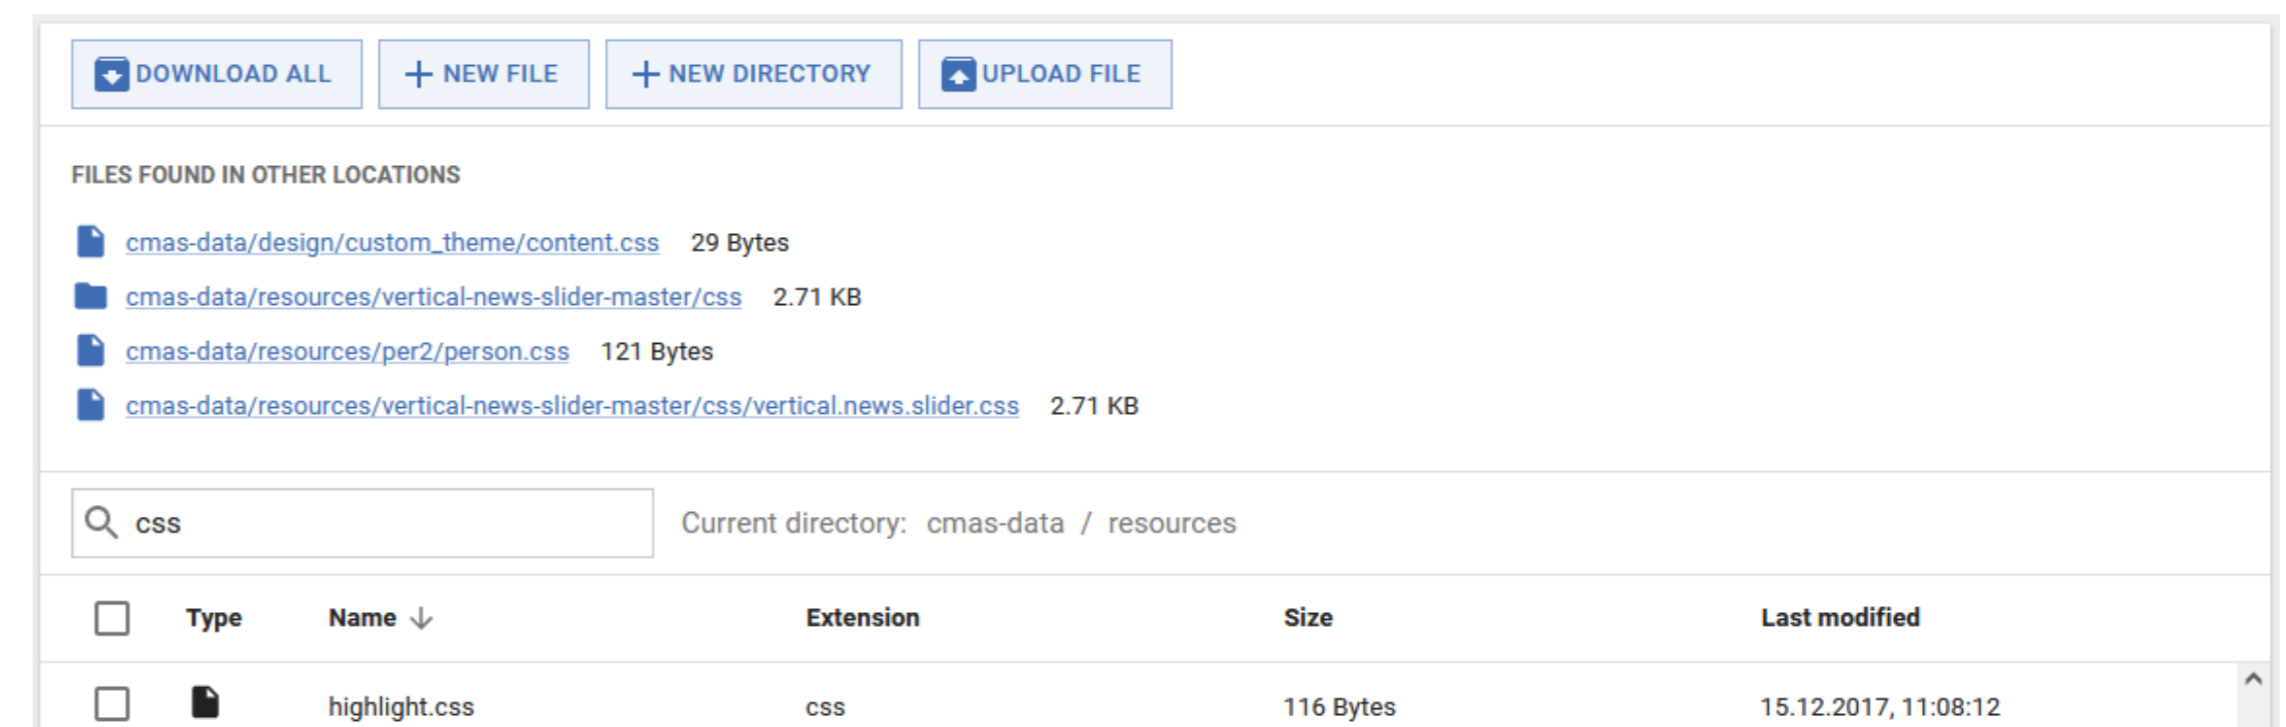 DOWNLOAD ALL NEW FILE NEW DIRECTORY UPLOAD FILE
FILES FOUND IN OTHER LOCATIONS
cmas-data/design/custom_theme/content.css 29 Bytes
cmas-data/resources/vertical-news-slider-master/css 2.71 KB
cmas-data/resources/per2/person.css 121 Bytes
cmas-data/resources/vertical-news-slider-master/css/vertical.news.slider.css 2.71 KB
css Current directory: cmas-data / resources
Type Name Extension Size Last modified
highlight.css css 116 Bytes 15.12.2017, 11:08:12